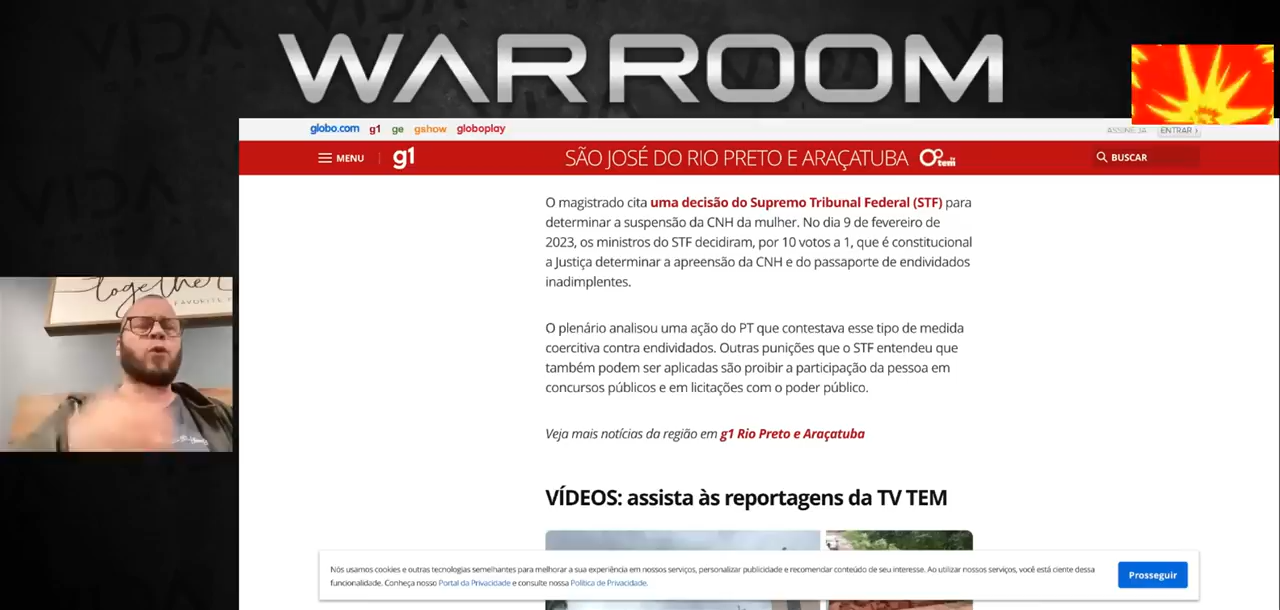 WARROOM
globo.com g1 ge gshow globoplay
ASSINE JÁ ENTRAR ›
MENU g1 SÃO JOSÉ DO RIO PRETO E ARAÇATUBA tem BUSCAR
O magistrado cita uma decisão do Supremo Tribunal Federal (STF) para
determinar a suspensão da CNH da mulher. No dia 9 de fevereiro de
2023, os ministros do STF decidiram, por 10 votos a 1, que é constitucional
a Justiça determinar a apreensão da CNH e do passaporte de endividados
inadimplentes.
together
FAVORITE
O plenário analisou uma ação do PT que contestava esse tipo de medida
coercitiva contra endividados. Outras punições que o STF entendeu que
também podem ser aplicadas são proibir a participação da pessoa em
concursos públicos e em licitações com o poder público.
Veja mais notícias da região em g1 Rio Preto e Araçatuba
VÍDEOS: assista às reportagens da TV TEM
Nós usamos cookies e outras tecnologias semelhantes para melhorar a sua experiência em nossos serviços, personalizar publicidade e recomendar conteúdo de seu interesse. Ao utilizar nossos serviços, você está ciente dessa
funcionalidade. Conheça nosso Portal da Privacidade e consulte nossa Política de Privacidade.
Prosseguir